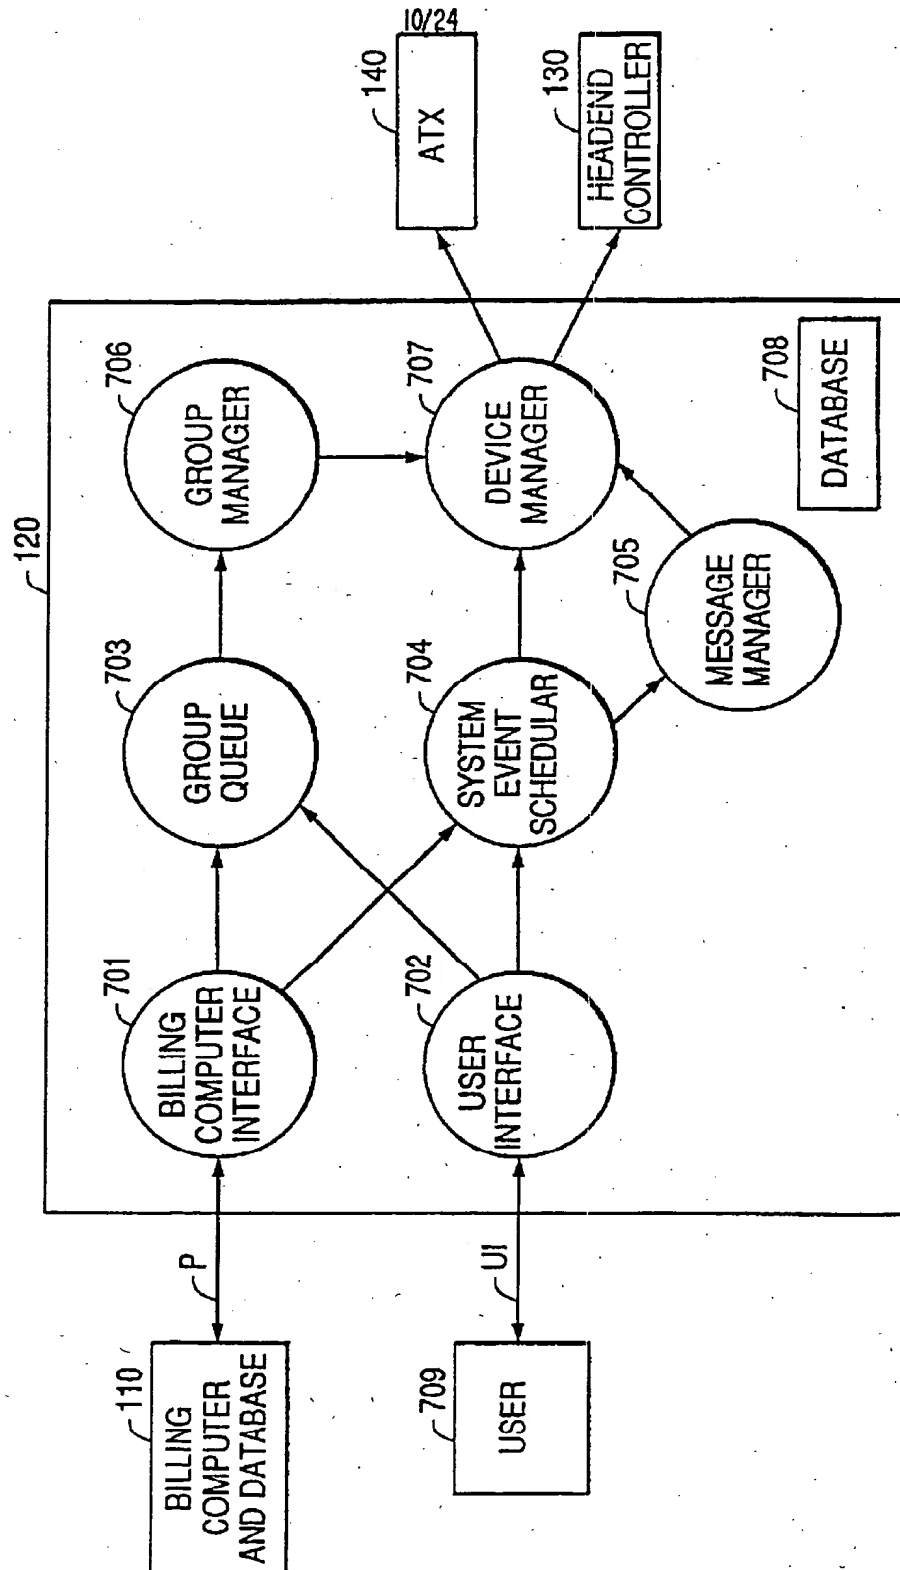 10/24
140
ATX
130
HEADEND
CONTROLLER
120
706
GROUP
MANAGER
707
DEVICE
MANAGER
708
DATABASE
703
GROUP
QUEUE
704
SYSTEM
EVENT
SCHEDULAR
705
MESSAGE
MANAGER
701
BILLING
COMPUTER
INTERFACE
702
USER
INTERFACE
P
UI
110
BILLING
COMPUTER
AND DATABASE
709
USER